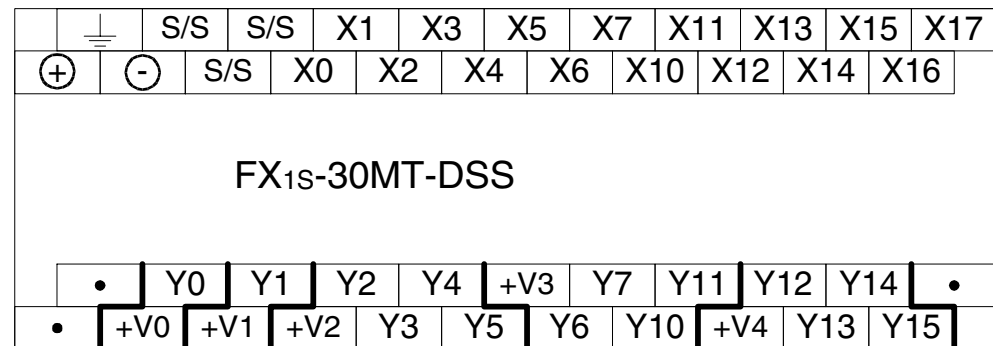 S/S S/S X1 X3 X5 X7 X11 X13 X15 X17
+ - S/S X0 X2 X4 X6 X10 X12 X14 X16
FX1S-30MT-DSS
• Y0 Y1 Y2 Y4 +V3 Y7 Y11 Y12 Y14 •
• +V0 +V1 +V2 Y3 Y5 Y6 Y10 +V4 Y13 Y15